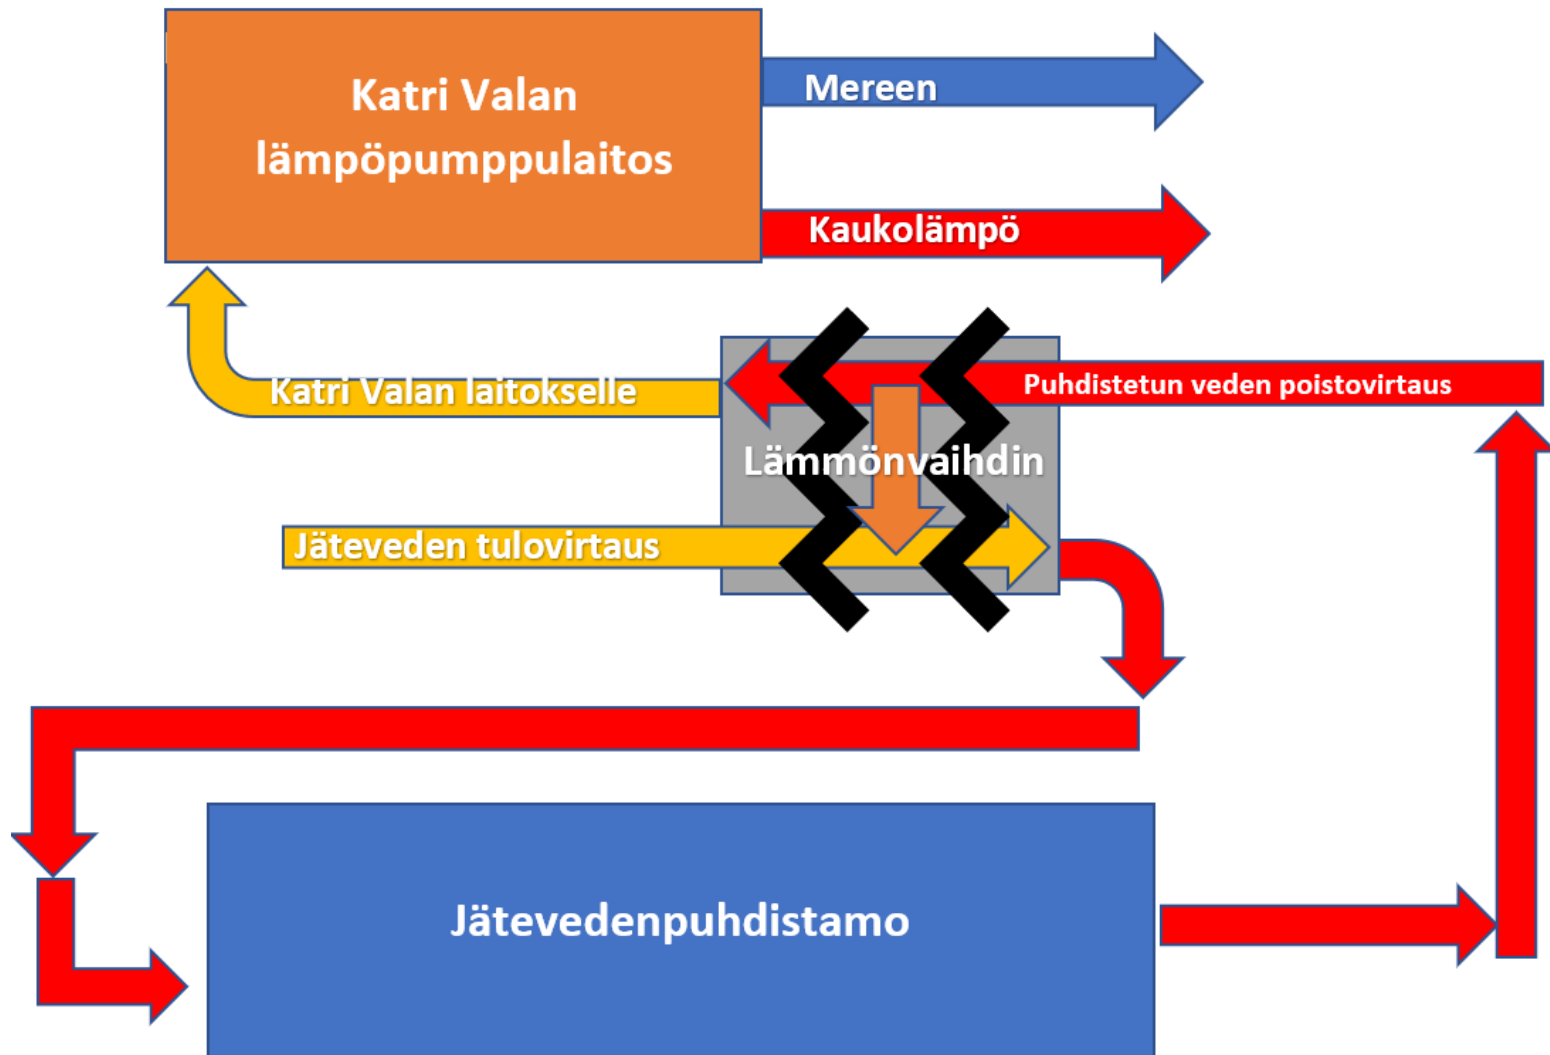 Katri Valan
lämpöpumppulaitos
Mereen
Kaukolämpö
Katri Valan laitokselle
Puhdistetun veden poistovirtaus
Lämmönvaihdin
Jäteveden tulovirtaus
Jätevedenpuhdistamo